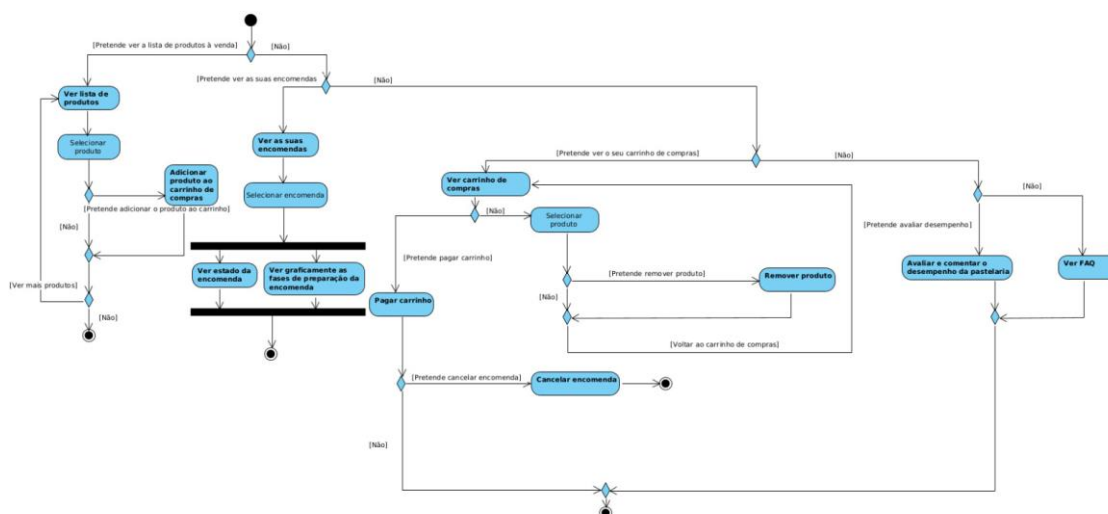 [Pretende ver a lista de produtos à venda]
[Não]
[Pretende ver as suas encomendas
[Não]
Ver lista de
produtos
Selecionar
produto
Adicionar
produto ao
carrinho de
compras
[Pretende adicionar o produto ao carrinho]
[Não]
[Ver mais produtos]
[Não]
Ver as suas
encomendas
Selecionar encomenda
Ver estado da
encomenda
Ver graficamente as
fases de preparação da
encomenda
[Pretende ver o seu carrinho de compras]
[Não]
Ver carrinho de
compras
[Não]
Selecionar
produto
[Pretende pagar carrinho]
[Pretende remover produto]
Remover produto
[Não]
[Voltar ao carrinho de compras]
Pagar carrinho
[Pretende cancelar encomenda]
Cancelar encomenda
[Não]
[Não]
[Pretende avaliar desempenho]
Avaliar e comentar o
desempenho da pastelaria
Ver FAQ